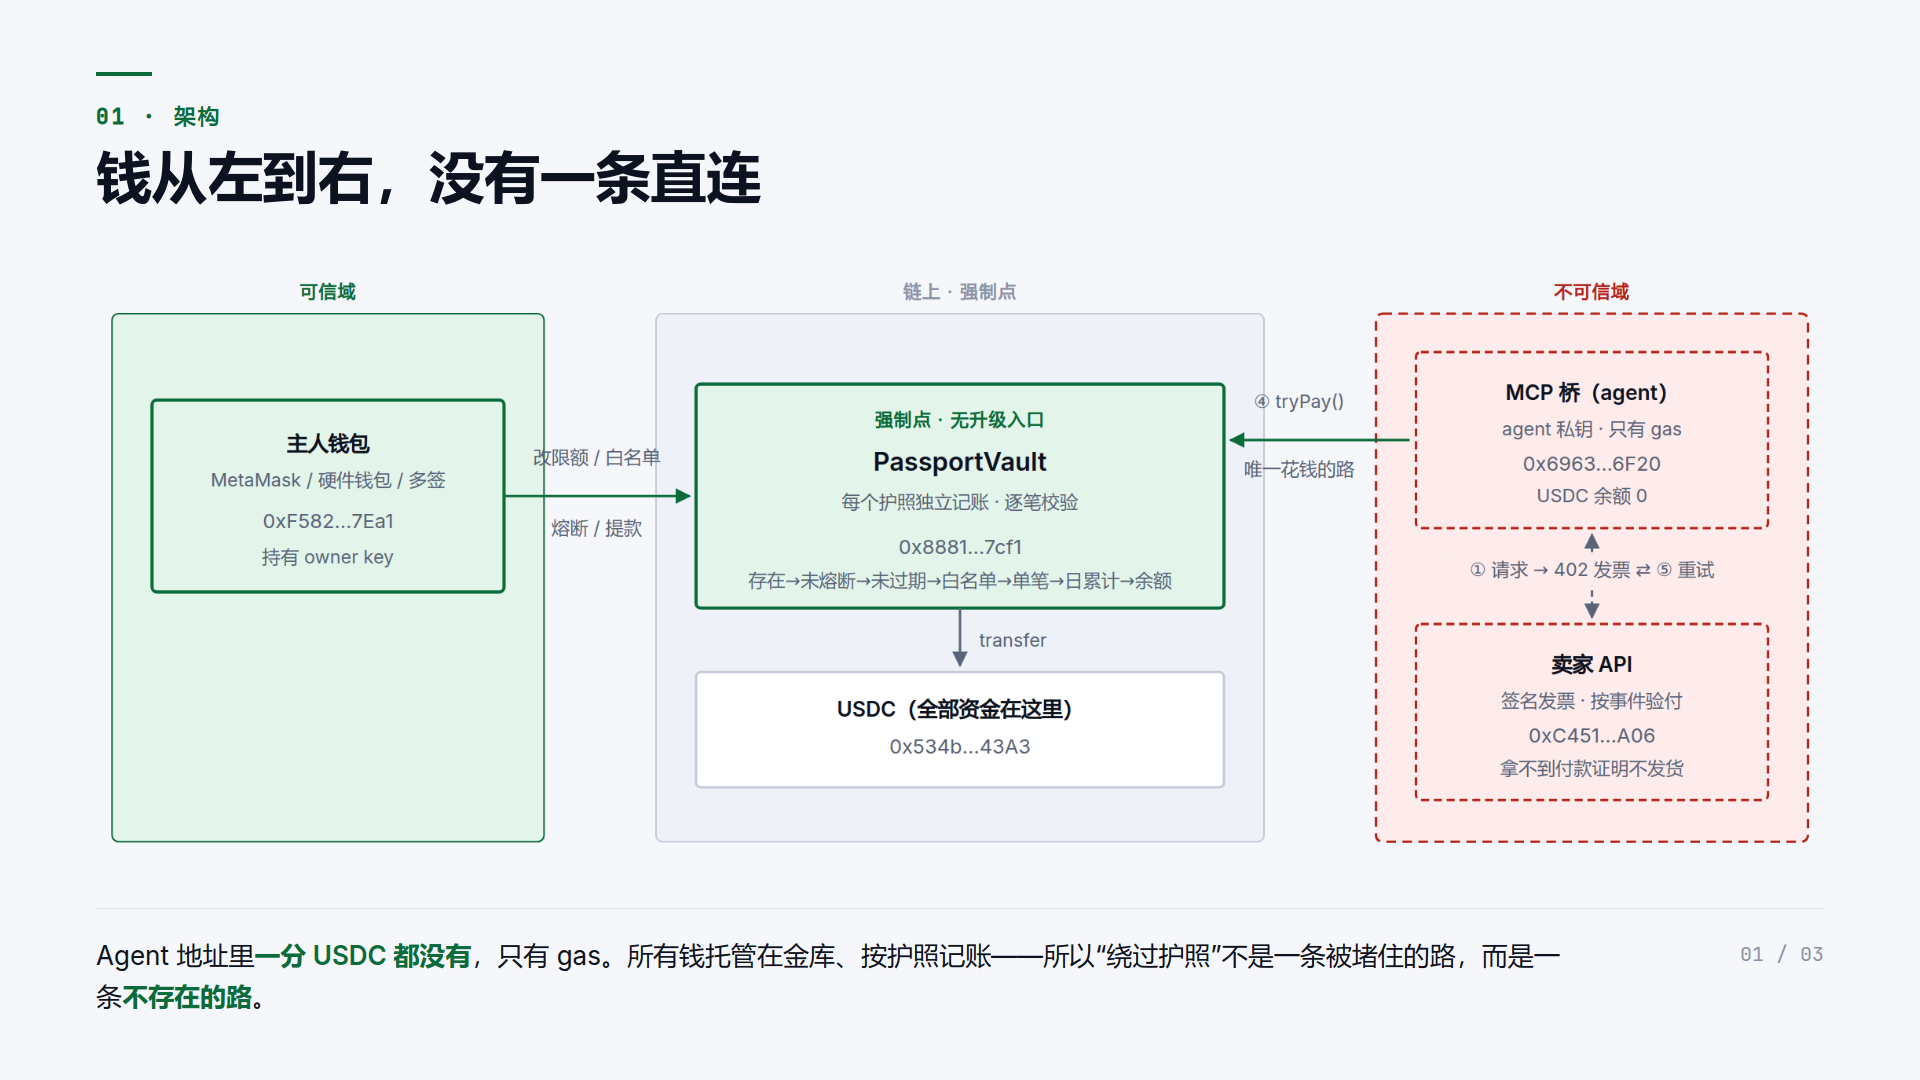 01 · 架构
钱从左到右，没有一条直连
可信域
主人钱包
MetaMask / 硬件钱包 / 多签
0xF582...7Ea1
持有 owner key
改限额 / 白名单
熔断 / 提款
链上 · 强制点
强制点 · 无升级入口
PassportVault
每个护照独立记账 · 逐笔校验
0x8881...7cf1
存在→未熔断→未过期→白名单→单笔→日累计→余额
transfer
USDC（全部资金在这里）
0x534b...43A3
④ tryPay()
唯一花钱的路
不可信域
MCP 桥（agent）
agent 私钥 · 只有 gas
0x6963...6F20
USDC 余额 0
① 请求 → 402 发票 ⇄ ⑤ 重试
卖家 API
签名发票 · 按事件验付
0xC451...A06
拿不到付款证明不发货
Agent 地址里一分 USDC 都没有，只有 gas。所有钱托管在金库、按护照记账——所以“绕过护照”不是一条被堵住的路，而是一
条不存在的路。
01 / 03